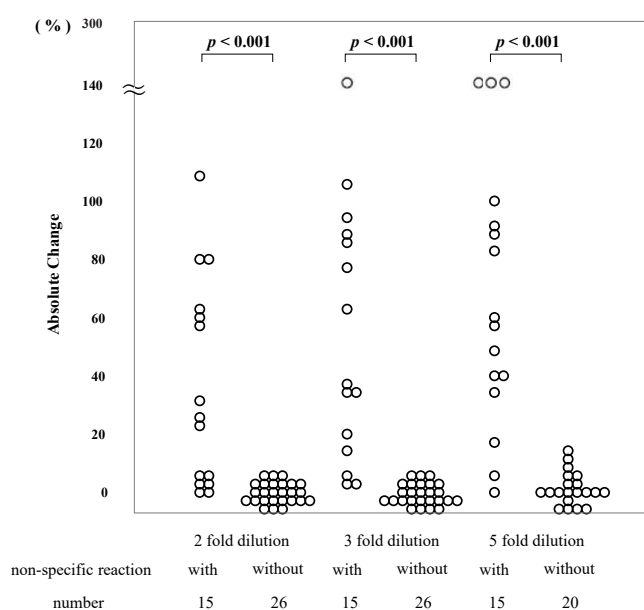 ( % )
300
p < 0.001 p < 0.001 p < 0.001
140
120
100
80
60
40
20
0
Absolute Change
2 fold dilution 3 fold dilution 5 fold dilution
non-specific reaction with without with without with without
number 15 26 15 26 15 20